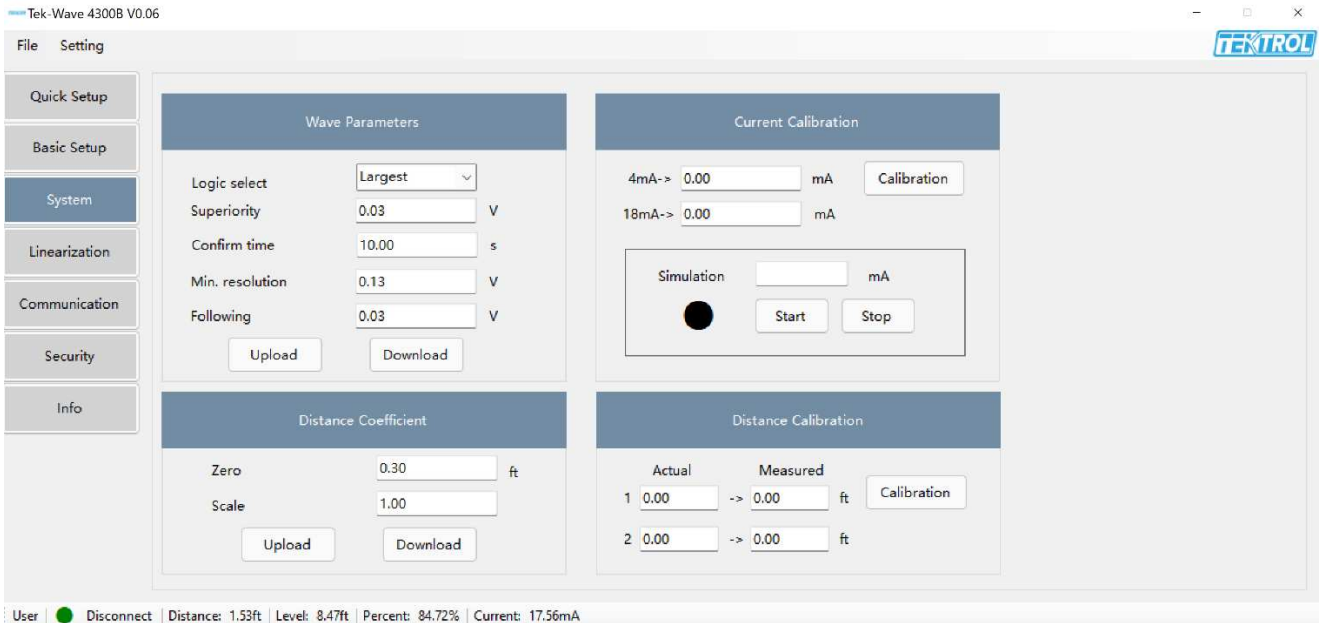 Tek-Wave 4300B V0.06
File Setting
TEKTROL
Quick Setup
Basic Setup
System
Linearization
Communication
Security
Info
Wave Parameters
Logic select Largest
Superiority 0.03 V
Confirm time 10.00 s
Min. resolution 0.13 V
Following 0.03 V
Upload Download
Current Calibration
4mA-> 0.00 mA Calibration
18mA-> 0.00 mA
Simulation mA
Start Stop
Distance Coefficient
Zero 0.30 ft
Scale 1.00
Upload Download
Distance Calibration
Actual Measured
1 0.00 -> 0.00 ft Calibration
2 0.00 -> 0.00 ft
User Disconnect Distance: 1.53ft Level: 8.47ft Percent: 84.72% Current: 17.56mA